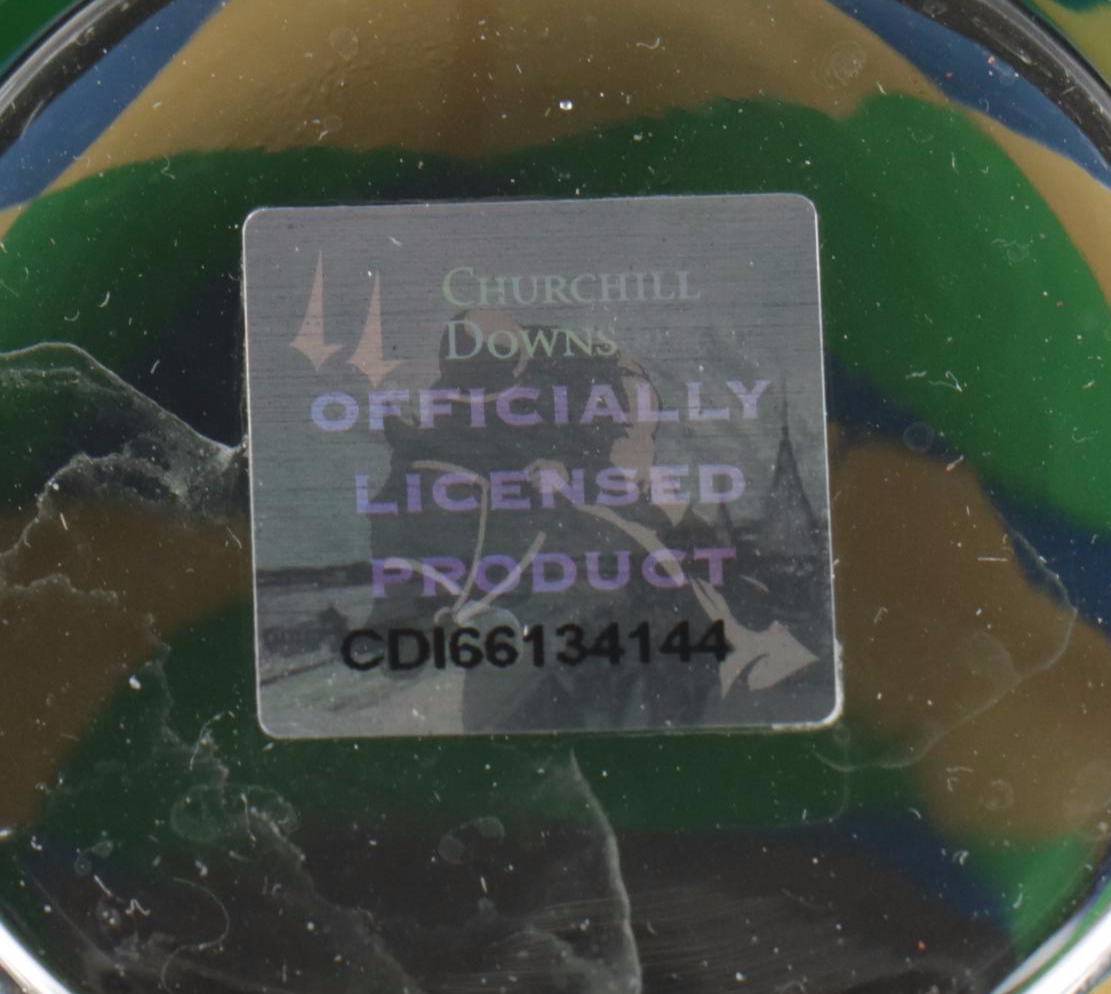 CHURCHILL
DOWNS
OFFICIALLY
LICENSED
PRODUCT
CDI66134144